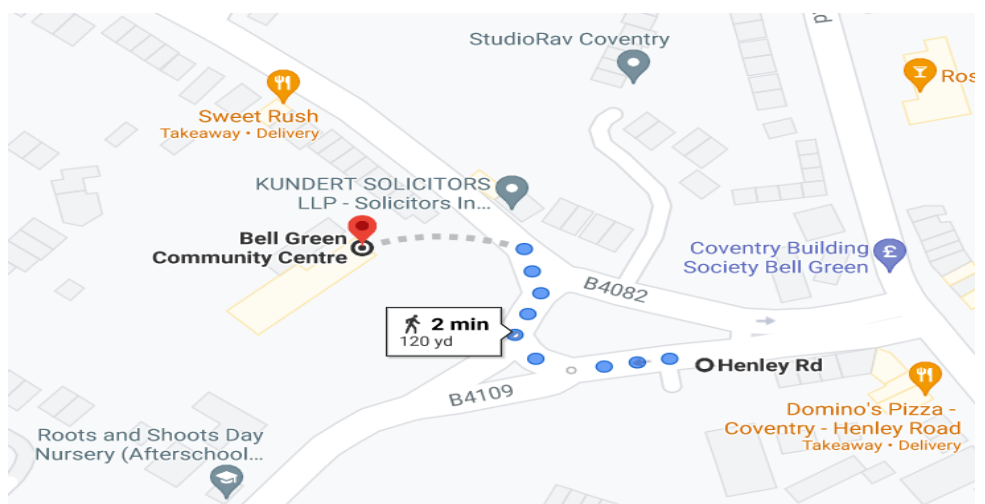 StudioRav Coventry
Sweet Rush
Takeaway • Delivery
Ros
KUNDERT SOLICITORS
LLP - Solicitors In...
Bell Green
Community Centre
Coventry Building
Society Bell Green
£
B4082
2 min
120 yd
Henley Rd
B4109
Domino's Pizza -
Coventry - Henley Road
Takeaway • Delivery
Roots and Shoots Day
Nursery (Afterschool...